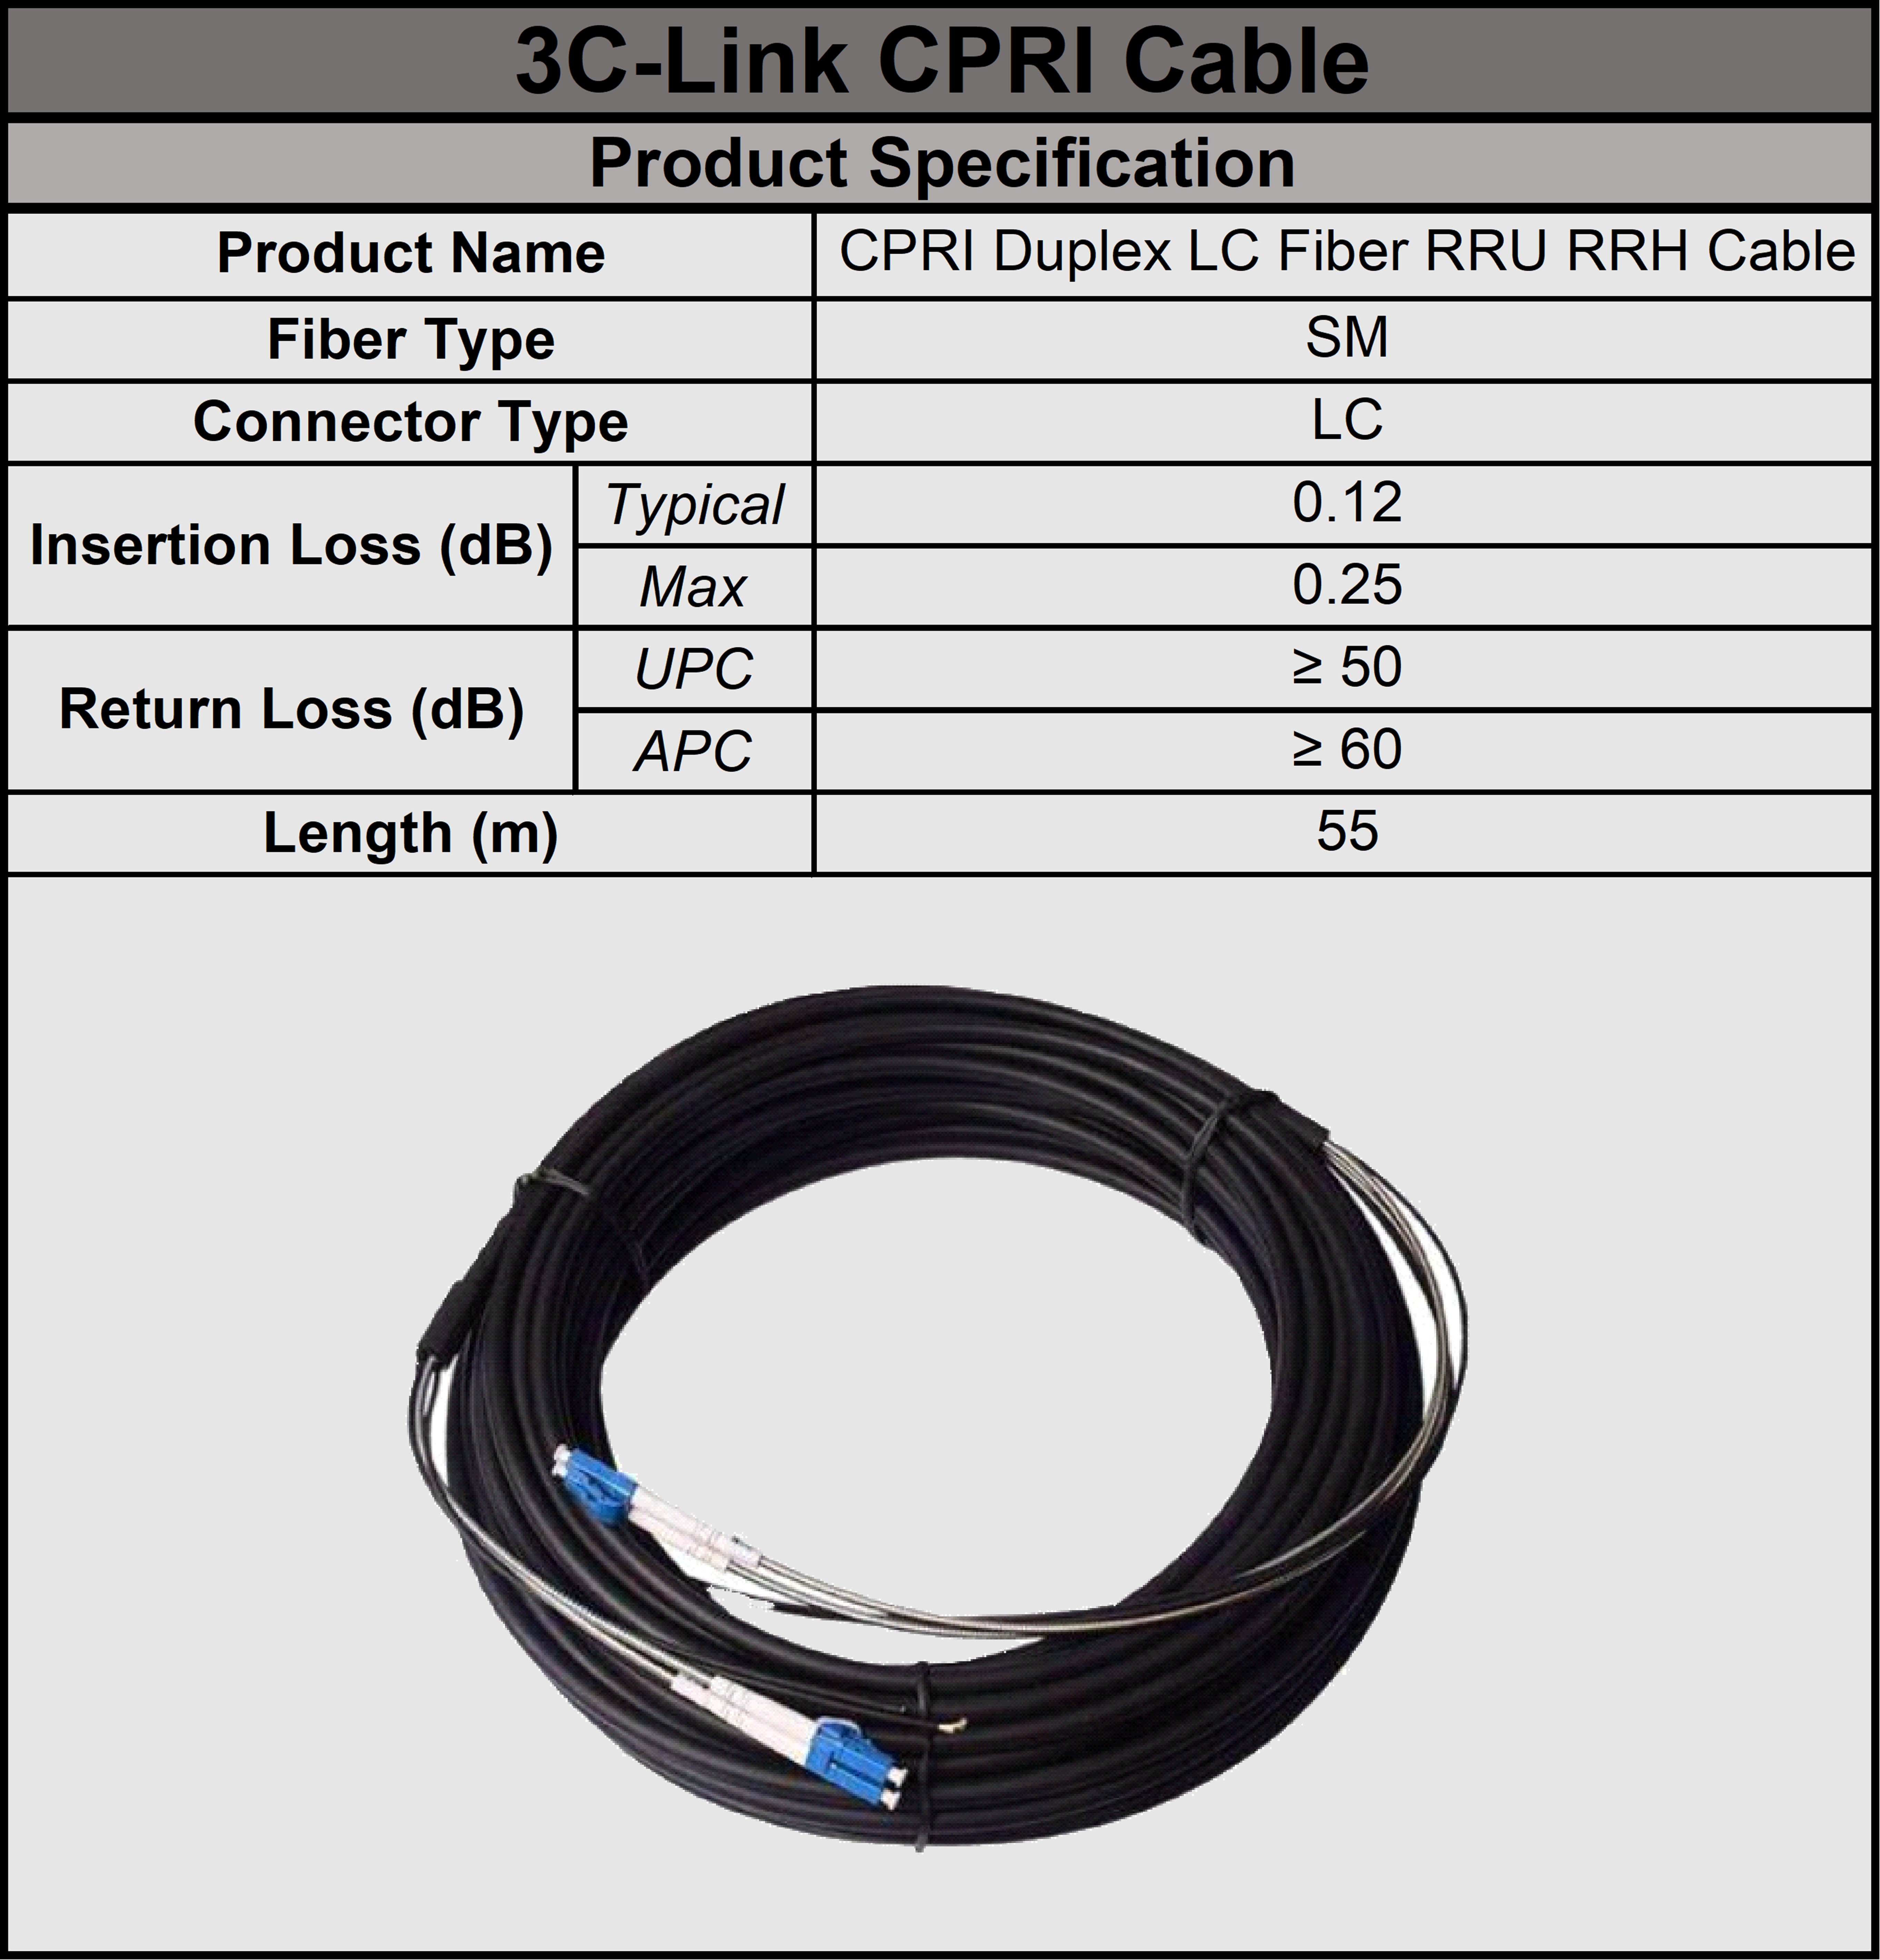 3C-Link CPRI Cable
Product Specification
Product Name CPRI Duplex LC Fiber RRU RRH Cable
Fiber Type SM
Connector Type LC
Insertion Loss (dB) Typical 0.12
Max 0.25
Return Loss (dB) UPC ≥ 50
APC ≥ 60
Length (m) 55